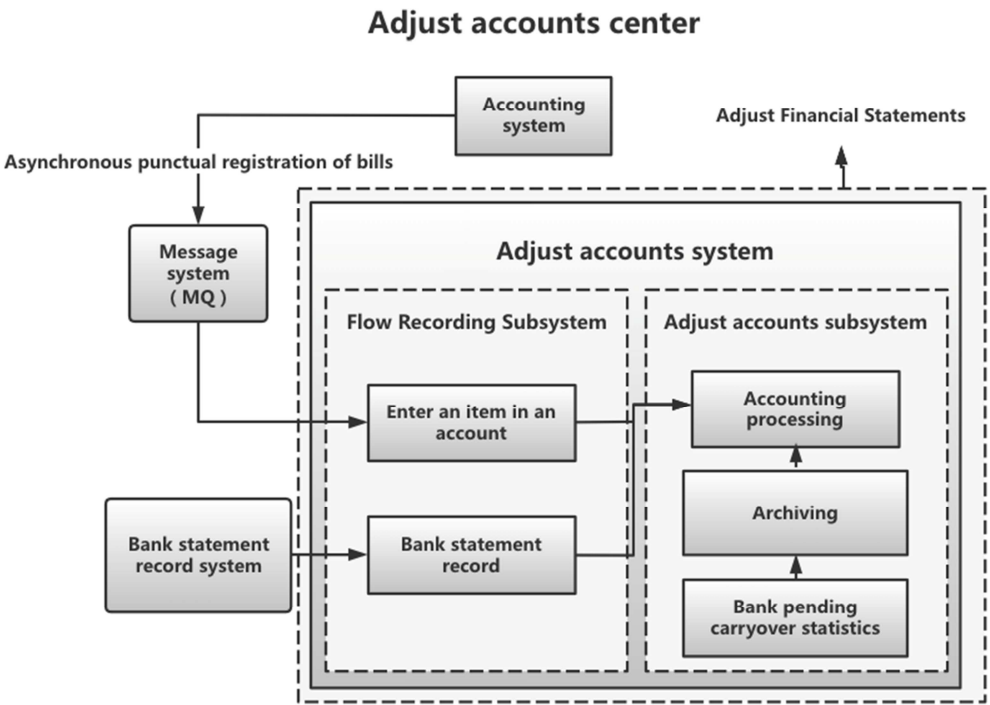 Adjust accounts center
Accounting
system
Adjust Financial Statements
Asynchronous punctual registration of bills
Message
system
( MQ )
Adjust accounts system
Flow Recording Subsystem
Adjust accounts subsystem
Enter an item in an
account
Accounting
processing
Archiving
Bank statement
record system
Bank statement
record
Bank pending
carryover statistics